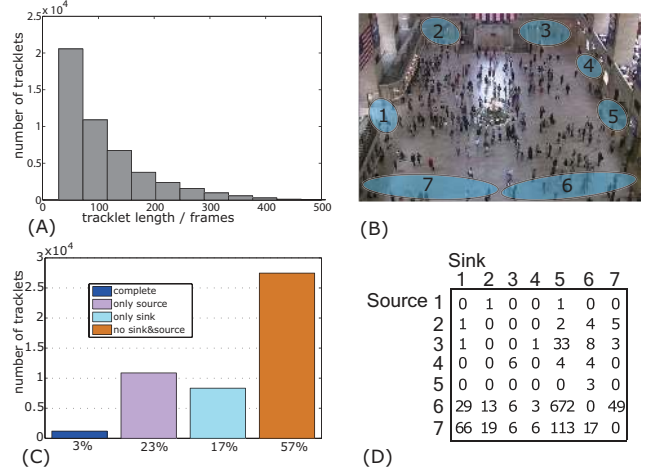 x10^4
2.5
2
1.5
1
0.5
0
0 100 200 300 400 500
number of tracklets
tracklet length / frames
(A)
2 3
4
1 5
7 6
(B)
x10^4
3
2.5
2
1.5
1
0.5
0
number of tracklets
complete
only source
only sink
no sink&source
3% 23% 17% 57%
(C)
Sink
1 2 3 4 5 6 7
Source 1 0 1 0 0 1 0 0
2 1 0 0 0 2 4 5
3 1 0 0 1 33 8 3
4 0 0 6 0 4 4 0
5 0 0 0 0 0 3 0
6 29 13 6 3 672 0 49
7 66 19 6 6 113 17 0
(D)